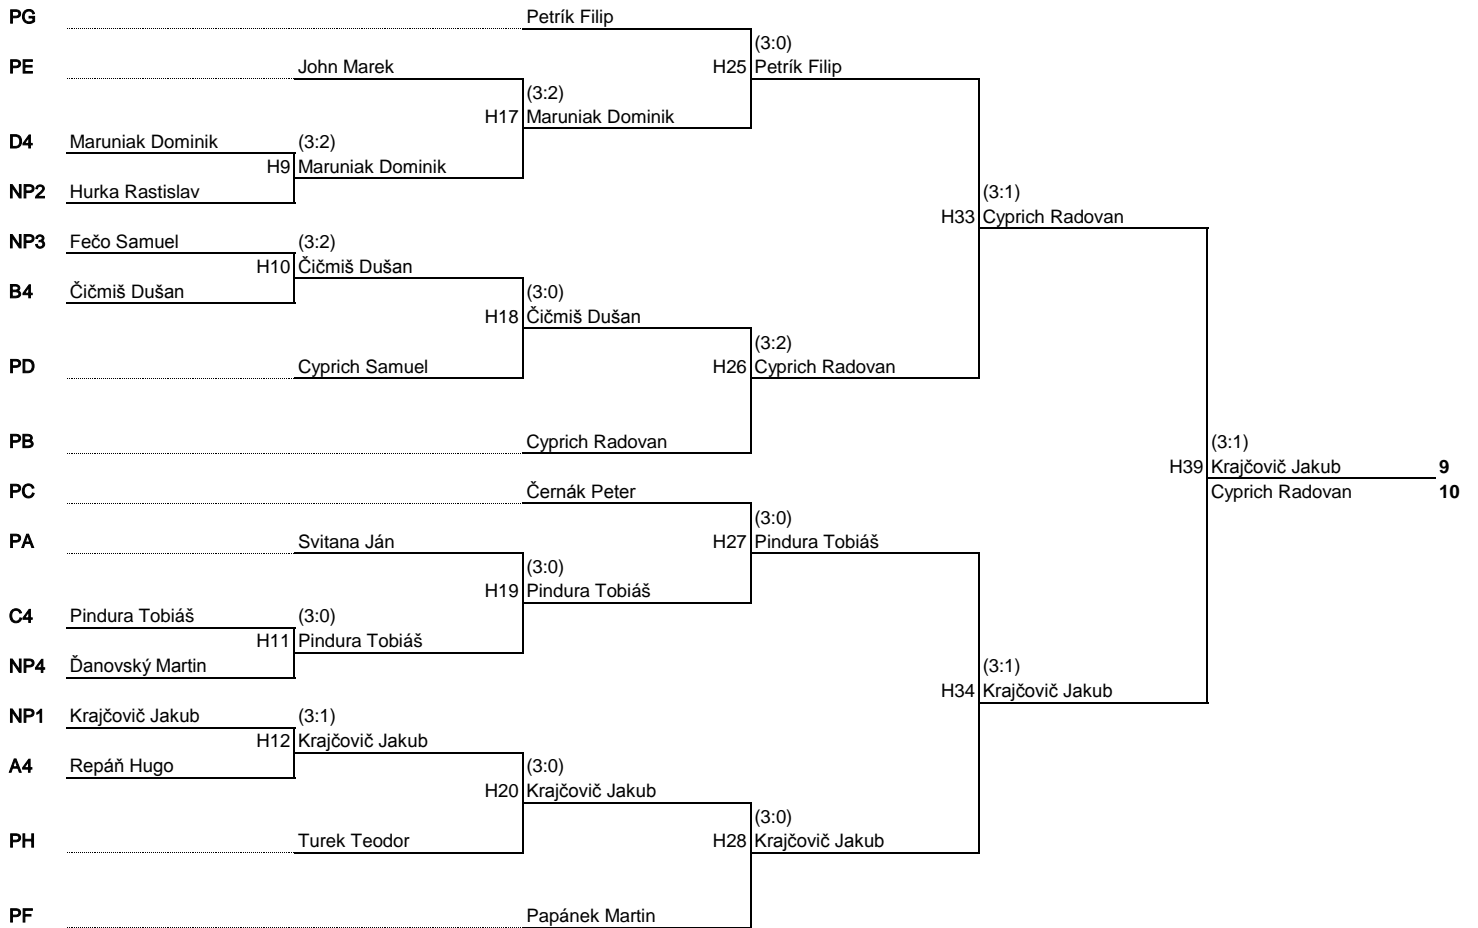 PG Petrík Filip
(3:0)
PE John Marek H25 Petrík Filip
(3:2)
H17 Maruniak Dominik
D4 Maruniak Dominik (3:2)
H9 Maruniak Dominik
NP2 Hurka Rastislav (3:1)
H33 Cyprich Radovan
NP3 Fečo Samuel (3:2)
H10 Čičmiš Dušan
B4 Čičmiš Dušan (3:0)
H18 Čičmiš Dušan
(3:2)
PD Cyprich Samuel H26 Cyprich Radovan
PB Cyprich Radovan (3:1)
H39 Krajčovič Jakub 9
PC Černák Peter Cyprich Radovan 10
(3:0)
PA Svitana Ján H27 Pindura Tobiáš
(3:0)
H19 Pindura Tobiáš
C4 Pindura Tobiáš (3:0)
H11 Pindura Tobiáš
NP4 Ďanovský Martin (3:1)
H34 Krajčovič Jakub
NP1 Krajčovič Jakub (3:1)
H12 Krajčovič Jakub
A4 Repáň Hugo (3:0)
H20 Krajčovič Jakub
(3:0)
PH Turek Teodor H28 Krajčovič Jakub
PF Papánek Martin